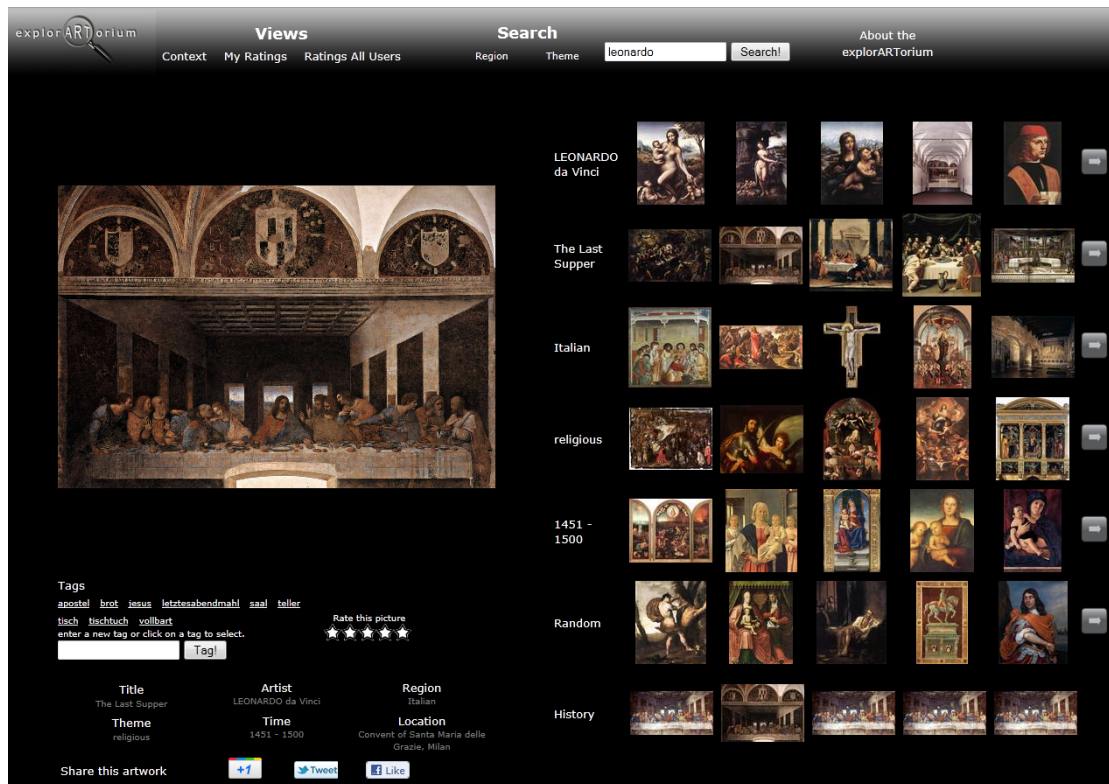 explorARTorium
Views
Context My Ratings Ratings All Users
Search
Region Theme leonardo Search!
About the
explorARTorium
LEONARDO
da Vinci
The Last
Supper
Italian
religious
1451 -
1500
Random
History
Tags
apostel brot jesus letztesabendmahl saal teller
tisch tischtuch vollbart
enter a new tag or click on a tag to select.
Tag!
Rate this picture
Title
The Last Supper
Artist
LEONARDO da Vinci
Region
Italian
Theme
religious
Time
1451 - 1500
Location
Convent of Santa Maria delle
Grazie, Milan
Share this artwork
+1
Tweet
Like